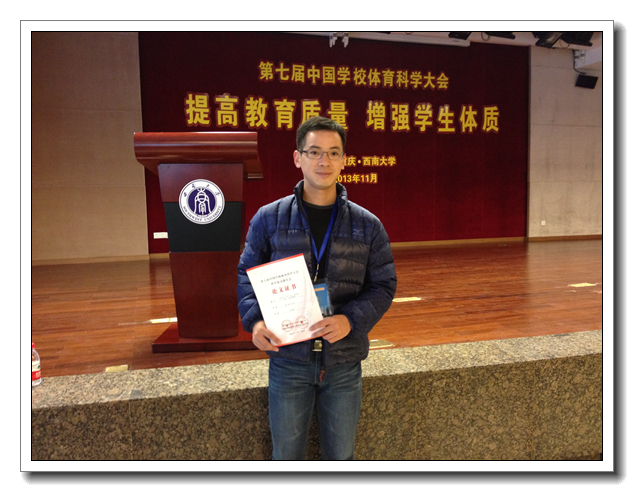 第七届中国学校体育科学大会
提高教育质量 增强学生体质
重庆·西南大学
2013年11月
论文证书